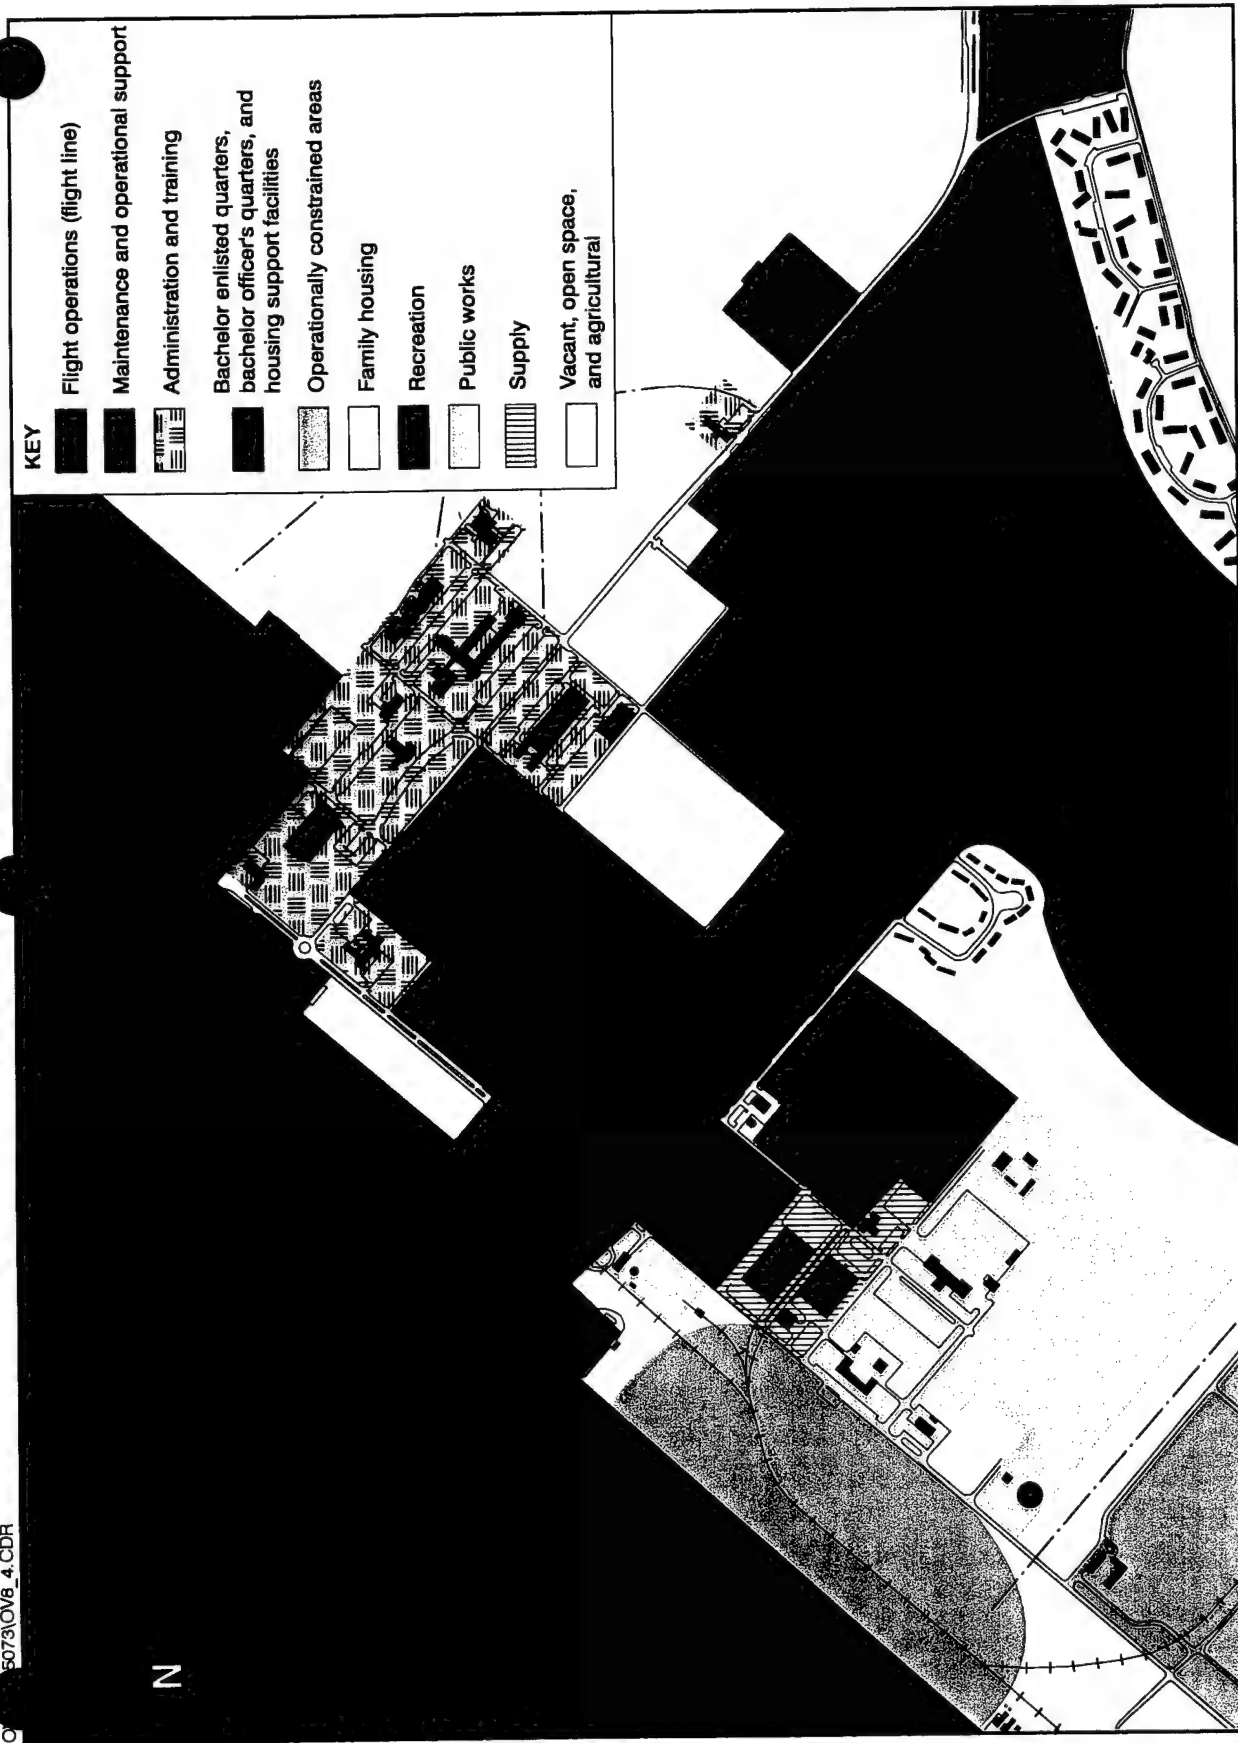 5073\OV8_4.CDR
KEY
Flight operations (flight line)
Maintenance and operational support
Administration and training
Bachelor enlisted quarters,
bachelor officer's quarters, and
housing support facilities
Operationally constrained areas
Family housing
Recreation
Public works
Supply
Vacant, open space,
and agricultural
N